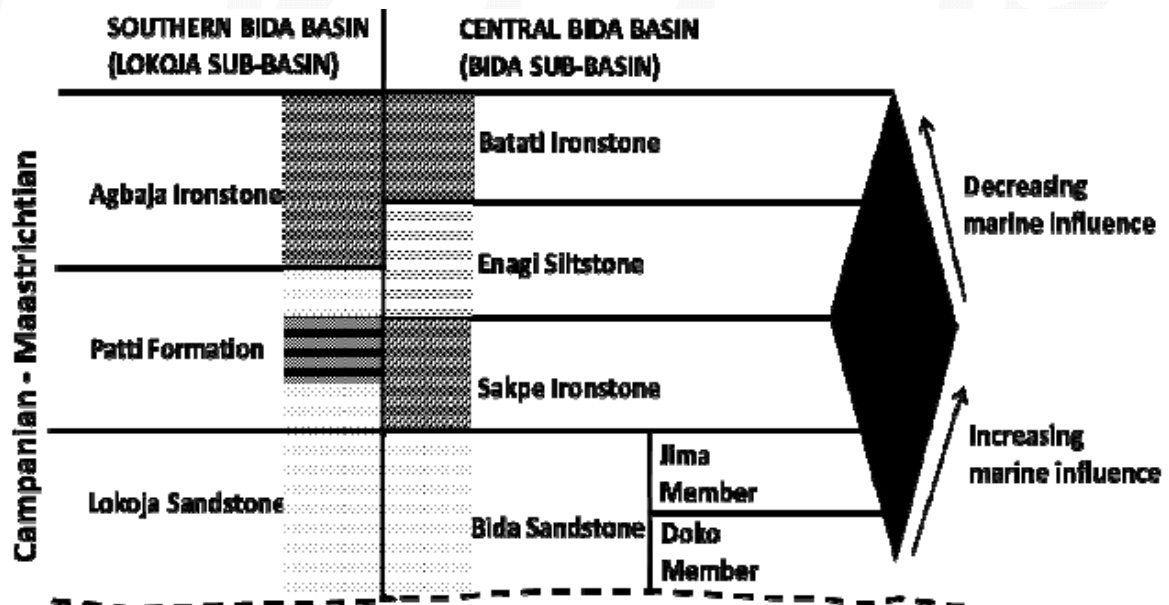 SOUTHERN BIDA BASIN
(LOKOJA SUB-BASIN)
CENTRAL BIDA BASIN
(BIDA SUB-BASIN)
Campanian - Maastrichtian
Agbaja Ironstone
Patti Formation
Lokoja Sandstone
Batati Ironstone
Enagi Siltstone
Sakpe Ironstone
Bida Sandstone
Jima
Member
Doko
Member
Decreasing
marine influence
Increasing
marine influence